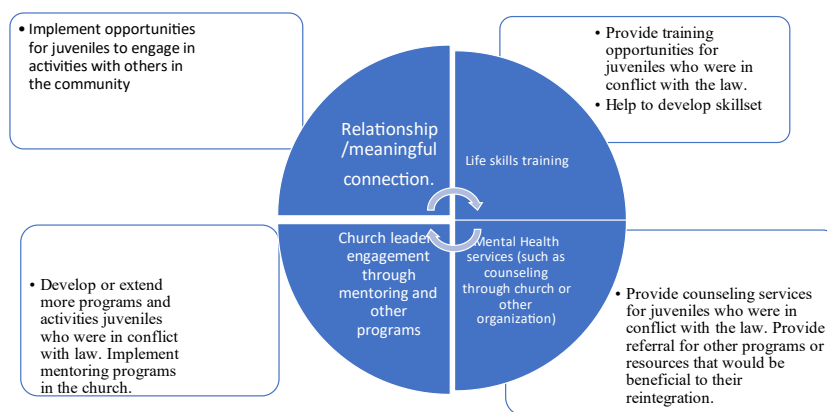 • Implement opportunities
for juveniles to engage in
activities with others in
the community
• Provide training
opportunities for
juveniles who were in
conflict with the law.
• Help to develop skillset
Relationship
/meaningful
connection.
Life skills training
Church leader
engagement
through
mentoring and
other
programs
Mental Health
services (such as
counseling
through church or
other
organization)
• Develop or extend
more programs and
activities juveniles
who were in conflict
with law. Implement
mentoring programs
in the church.
• Provide counseling services
for juveniles who were in
conflict with the law. Provide
referral for other programs or
resources that would be
beneficial to their
reintegration.